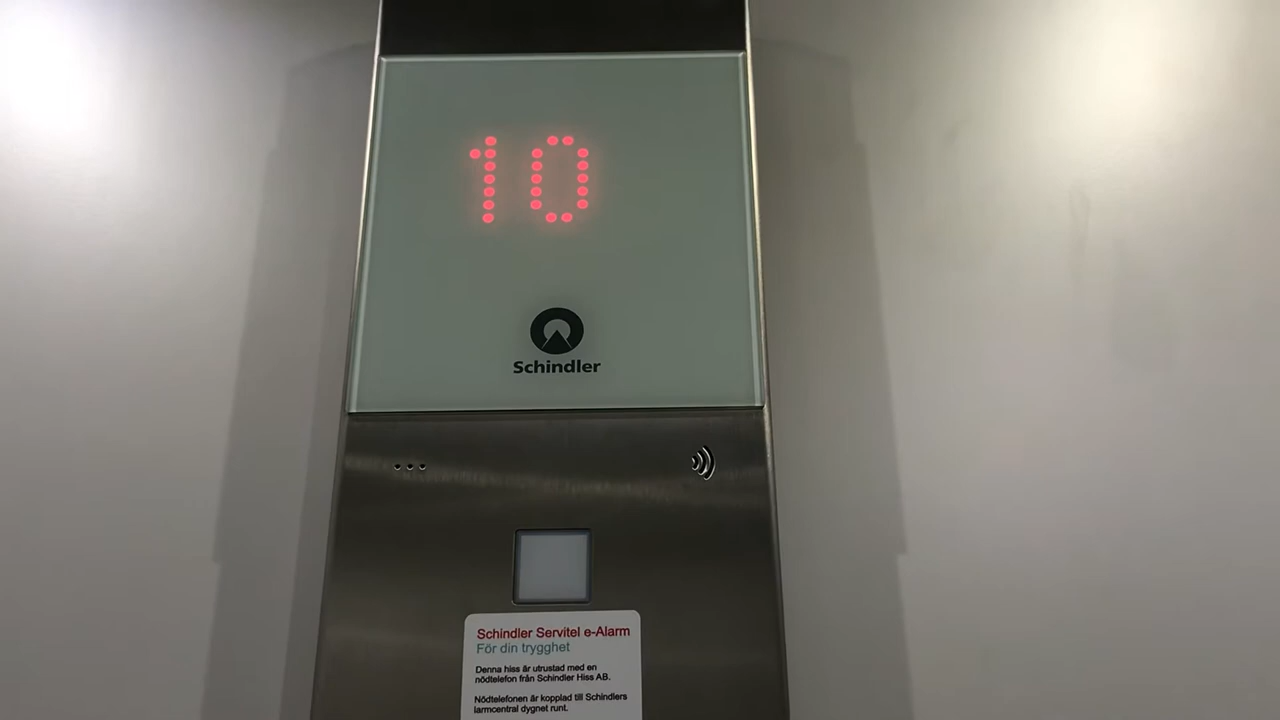 10
Schindler
Schindler Servitel e-Alarm
För din trygghet
Denna hiss är utrustad med en
nödtelefon från Schindler Hiss AB.
Nödtelefonen är kopplad till Schindlers
larmcentral dygnet runt.